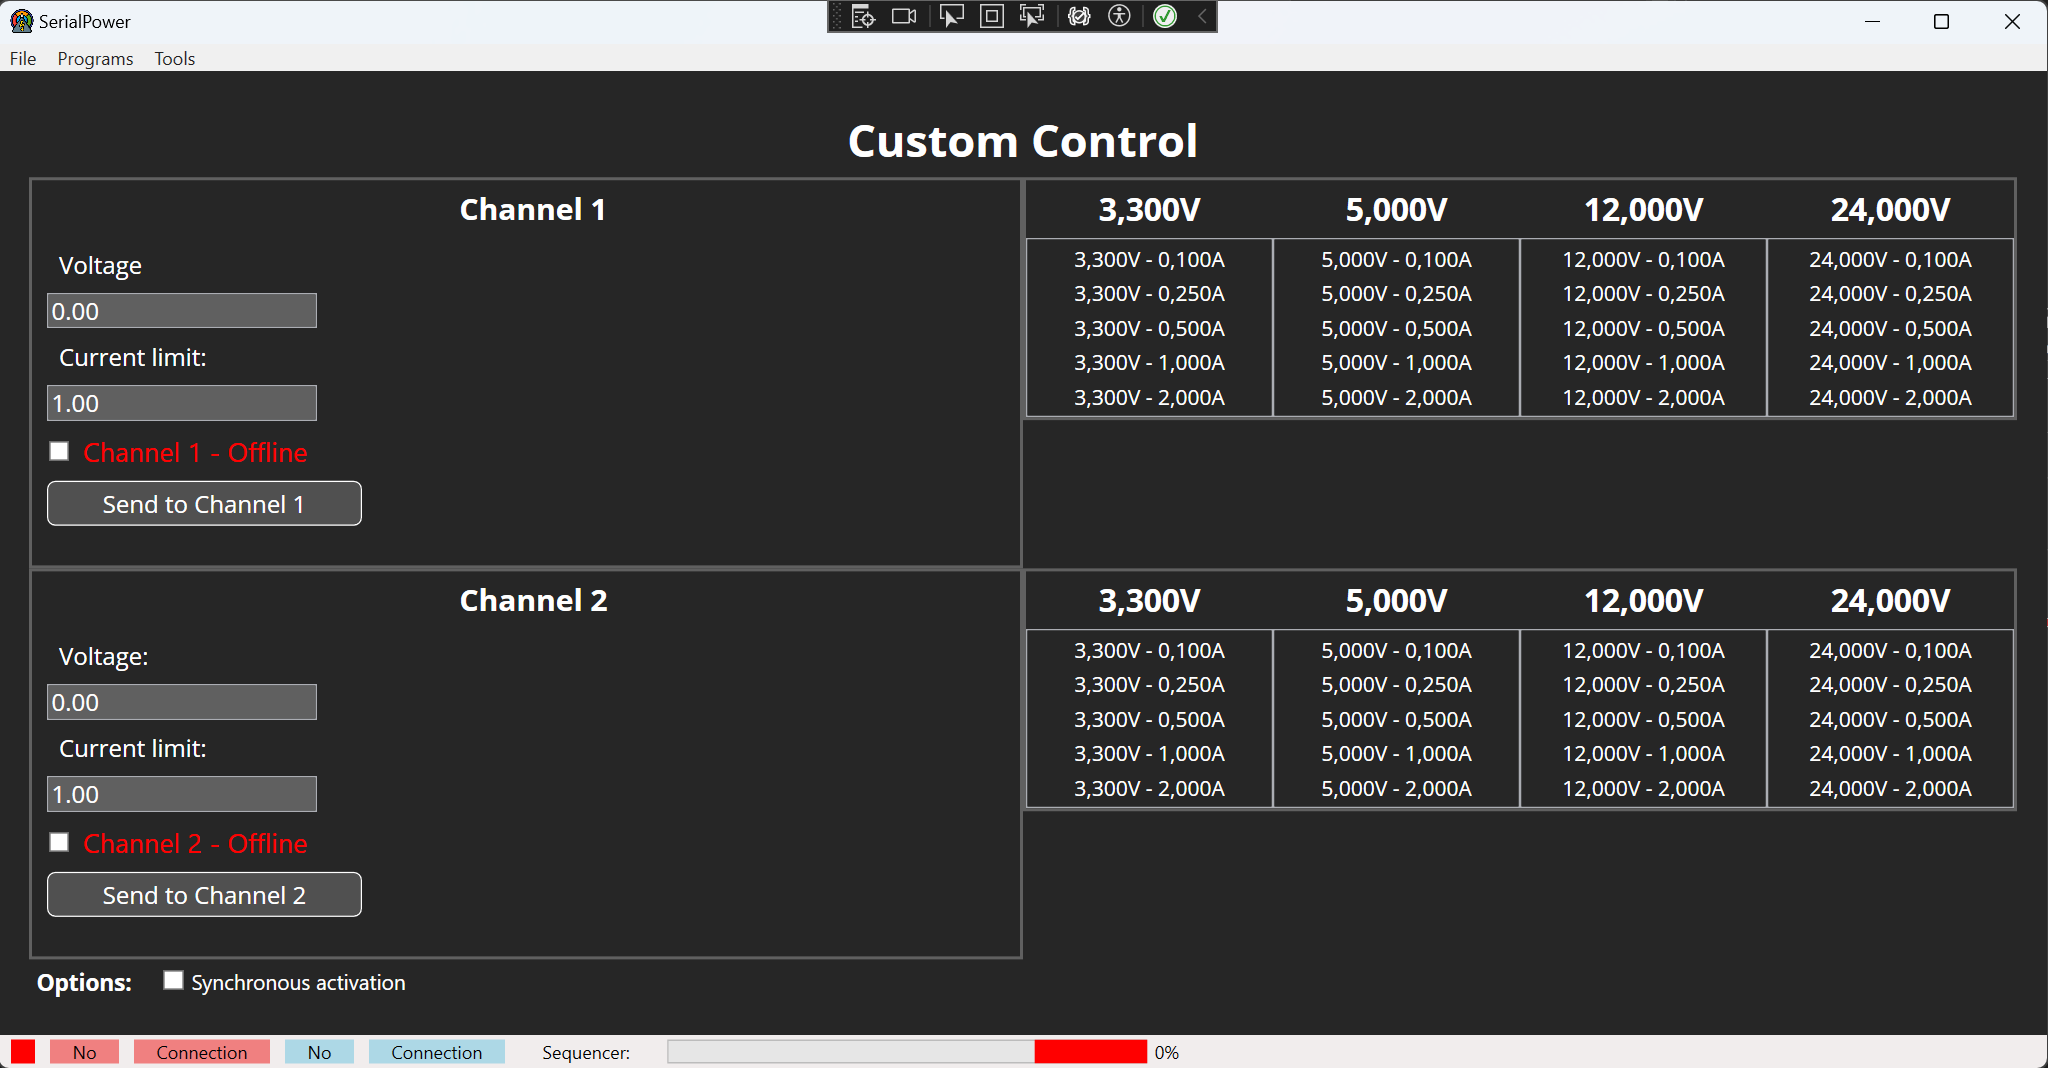 SerialPower
File Programs Tools
Custom Control
Channel 1
Voltage
0.00
Current limit:
1.00
Channel 1 - Offline
Send to Channel 1
3,300V 5,000V 12,000V 24,000V
3,300V - 0,100A 5,000V - 0,100A 12,000V - 0,100A 24,000V - 0,100A
3,300V - 0,250A 5,000V - 0,250A 12,000V - 0,250A 24,000V - 0,250A
3,300V - 0,500A 5,000V - 0,500A 12,000V - 0,500A 24,000V - 0,500A
3,300V - 1,000A 5,000V - 1,000A 12,000V - 1,000A 24,000V - 1,000A
3,300V - 2,000A 5,000V - 2,000A 12,000V - 2,000A 24,000V - 2,000A
Channel 2
Voltage:
0.00
Current limit:
1.00
Channel 2 - Offline
Send to Channel 2
3,300V 5,000V 12,000V 24,000V
3,300V - 0,100A 5,000V - 0,100A 12,000V - 0,100A 24,000V - 0,100A
3,300V - 0,250A 5,000V - 0,250A 12,000V - 0,250A 24,000V - 0,250A
3,300V - 0,500A 5,000V - 0,500A 12,000V - 0,500A 24,000V - 0,500A
3,300V - 1,000A 5,000V - 1,000A 12,000V - 1,000A 24,000V - 1,000A
3,300V - 2,000A 5,000V - 2,000A 12,000V - 2,000A 24,000V - 2,000A
Options: Synchronous activation
No Connection No Connection Sequencer: 0%